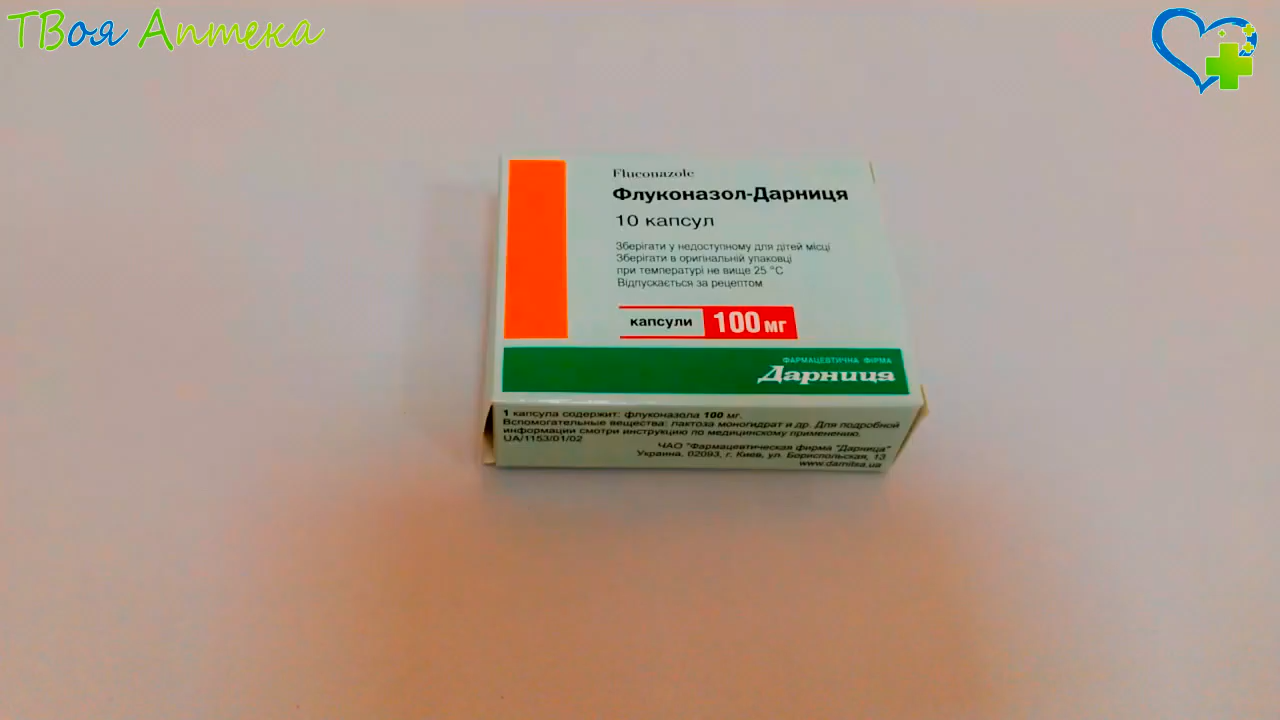 ТВоя Аптека
Fluconazole
Флуконазол-Дарниця
10 капсул
Зберігати у недоступному для дітей місці
Зберігати в оригінальній упаковці
при температурі не вище 25 °C
Відпускається за рецептом
капсули 100 мг
ФАРМАЦЕВТИЧНА ФІРМА
Дарниця
1 капсула содержит: флуконазола 100 мг.
Вспомогательные вещества: лактоза моногидрат и др. Для подробной
информации смотри инструкцию по медицинскому применению.
UA/1153/01/02
ЧАО "Фармацевтическая фирма "Дарница"
Украина, 02093, г. Киев, ул. Бориспольская, 13
www.darnitsa.ua